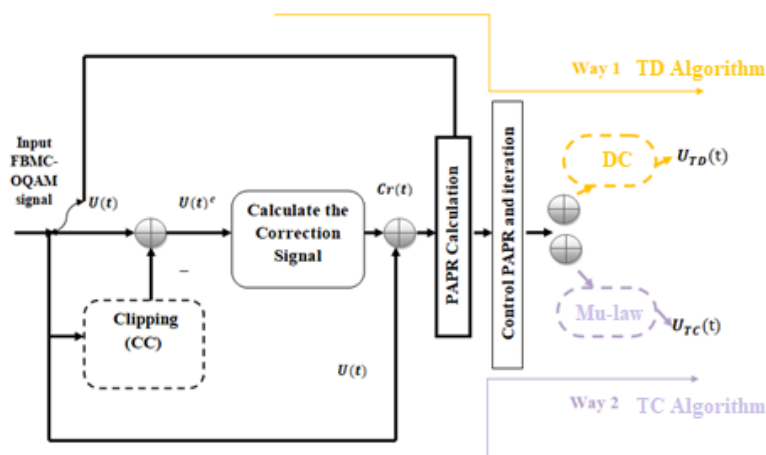 Way 1 TD Algorithm
Input
FBMC-
OQAM
signal
U(t)
U(t)ᵉ
Calculate the
Correction
Signal
Cr(t)
PAPR Calculation
Control PAPR and iteration
DC
U_TD(t)
−
Clipping
(CC)
U(t)
Mu-law
U_TC(t)
Way 2 TC Algorithm